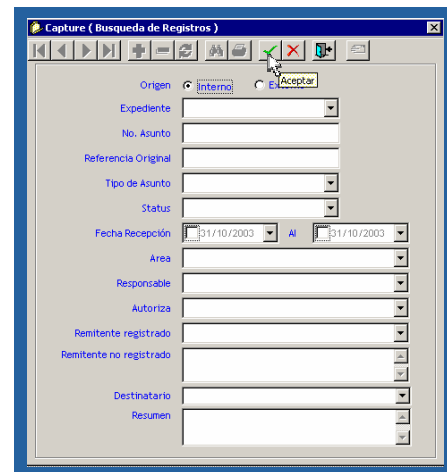 Capture ( Busqueda de Registros )
Aceptar
Origen Interno
Expediente
No. Asunto
Referencia Original
Tipo de Asunto
Status
Fecha Recepción 31/10/2003 Al 31/10/2003
Area
Responsable
Autoriza
Remitente registrado
Remitente no registrado
Destinatario
Resumen